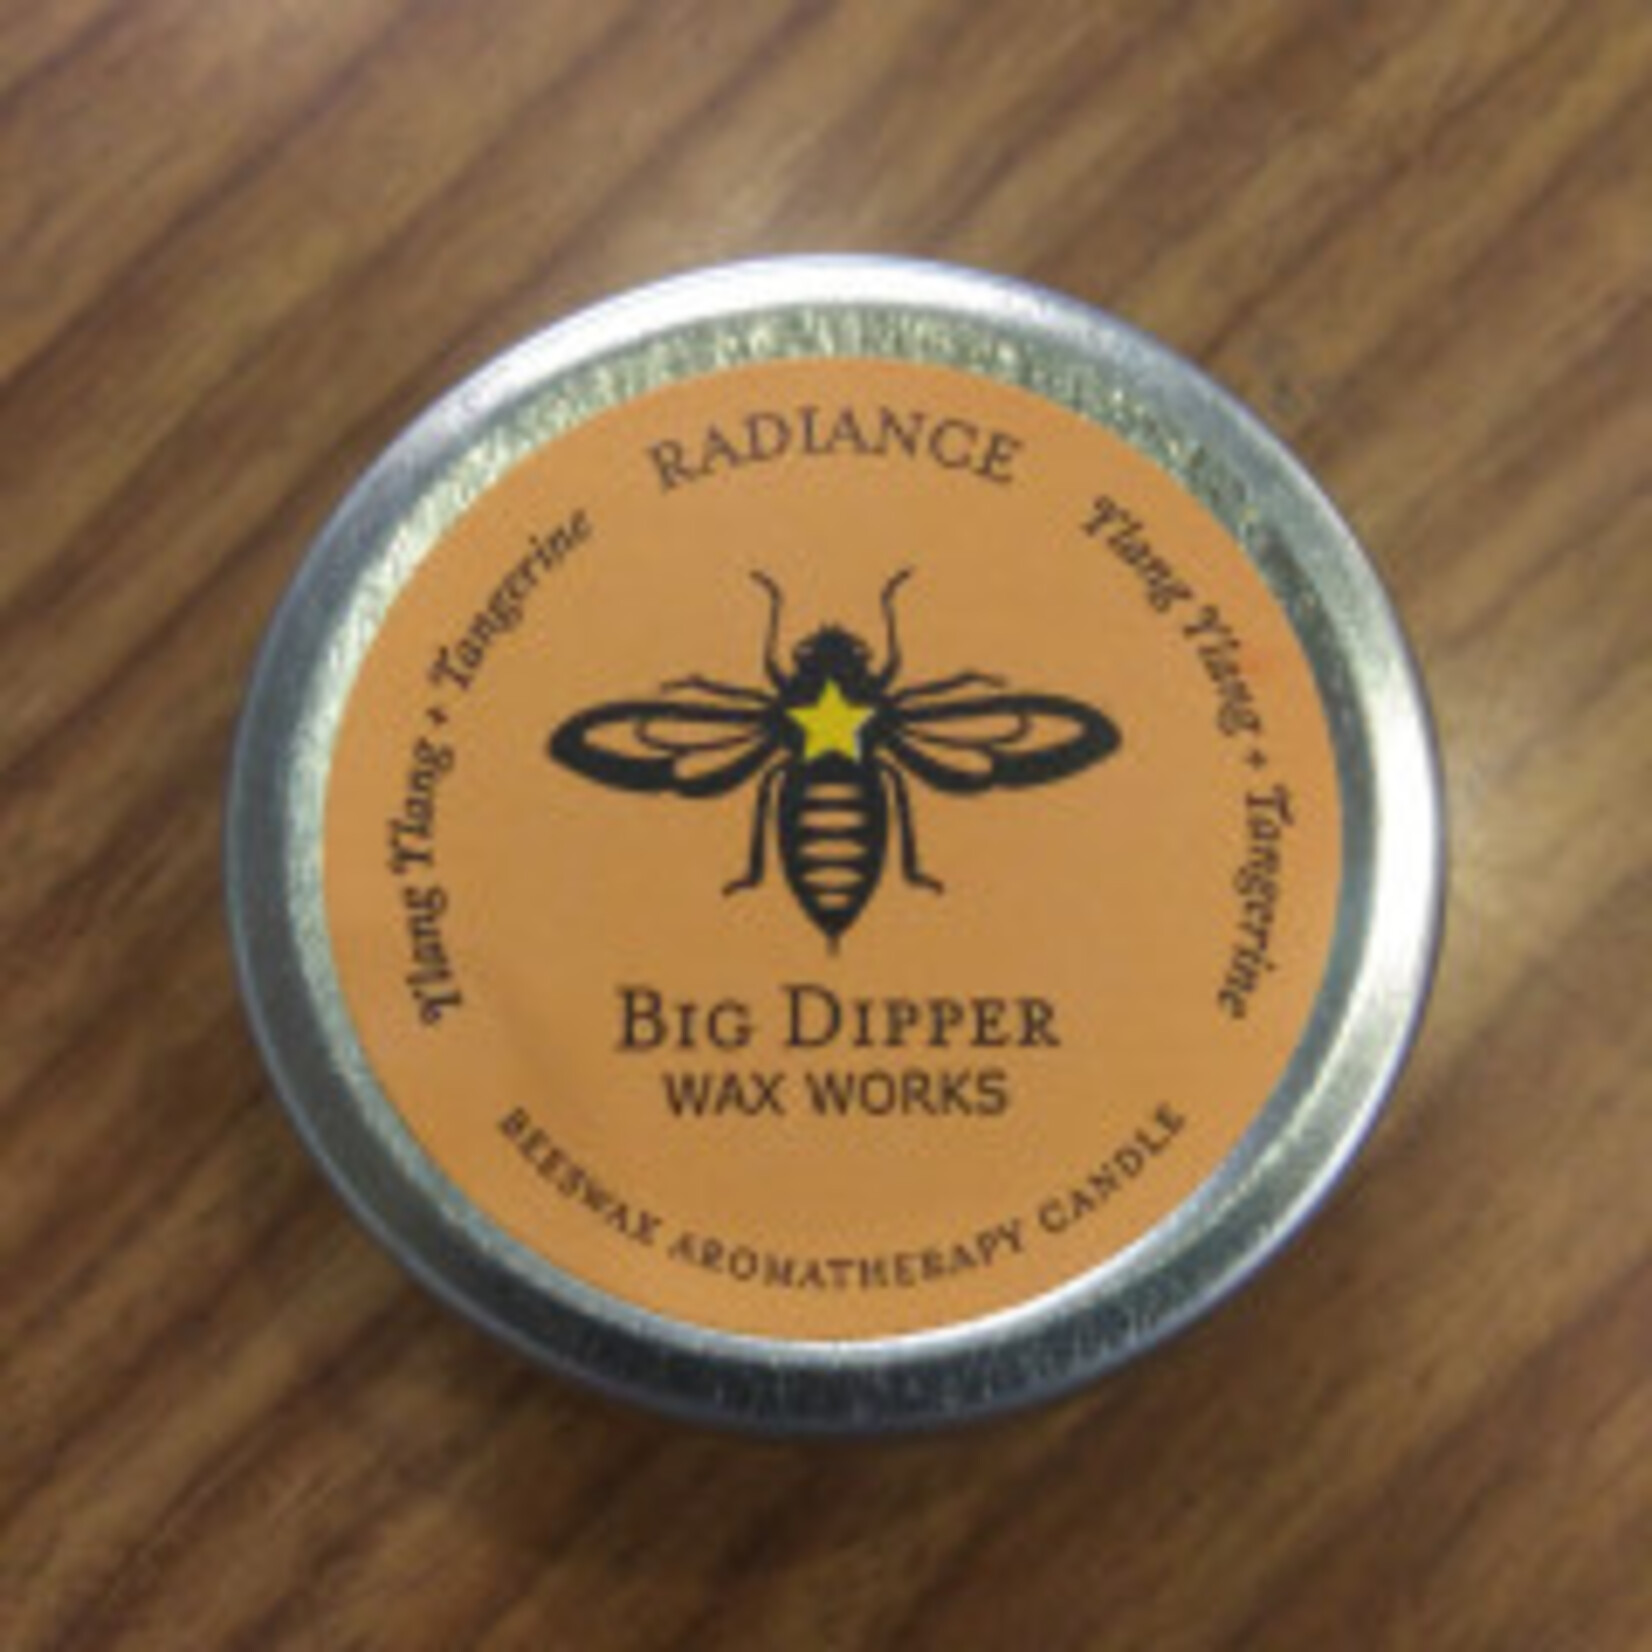 RADIANCE
Ylang Ylang + Tangerine
Ylang Ylang + Tangerine
BIG DIPPER
WAX WORKS
BEESWAX AROMATHERAPY CANDLE